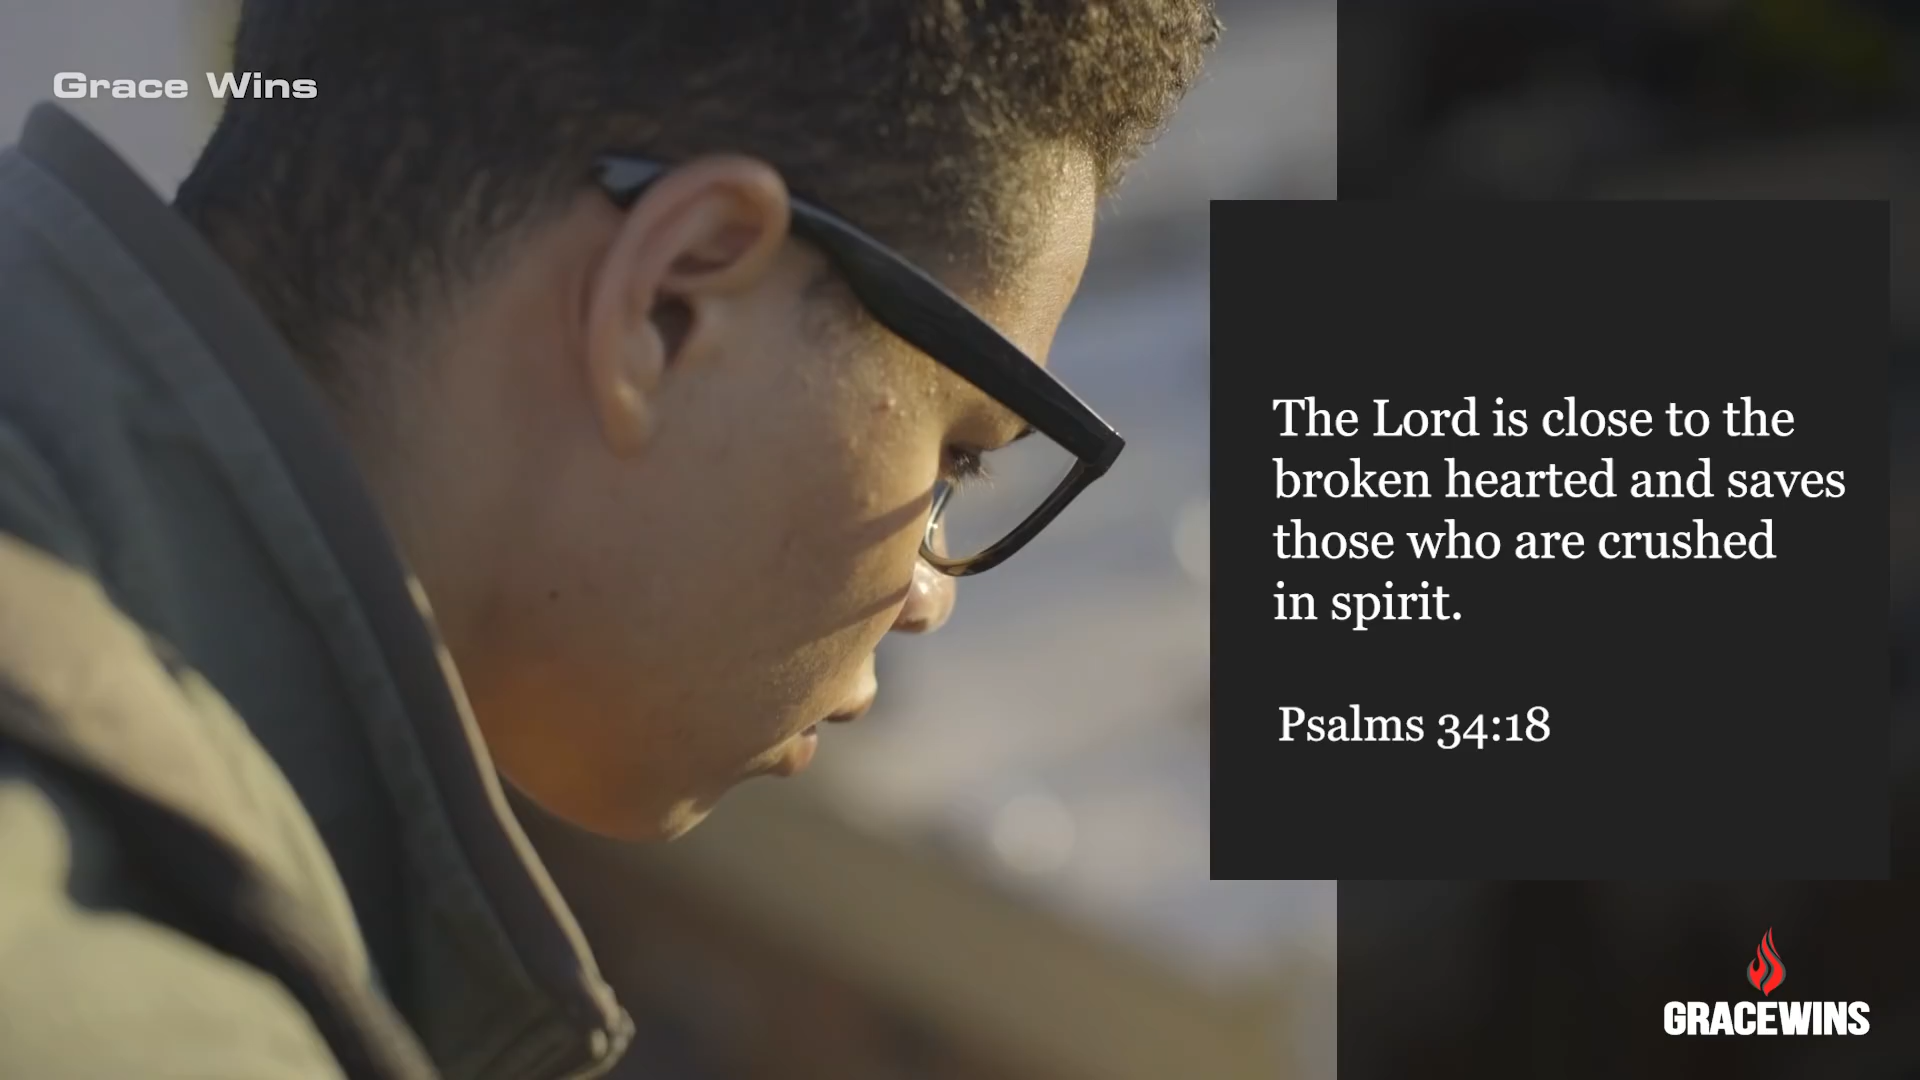 Grace Wins
The Lord is close to the
broken hearted and saves
those who are crushed
in spirit.
Psalms 34:18
GRACEWINS